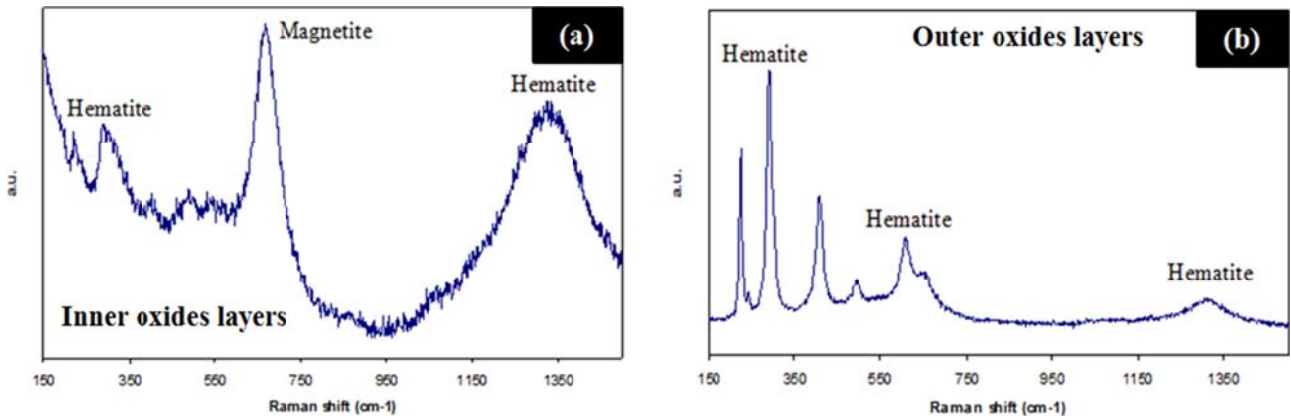 (a)
Magnetite
Hematite
Hematite
Inner oxides layers
a.u.
150 350 550 750 950 1150 1350
Raman shift (cm-1)
(b)
Outer oxides layers
Hematite
Hematite
Hematite
a.u.
150 350 550 750 950 1150 1350
Raman shift (cm-1)